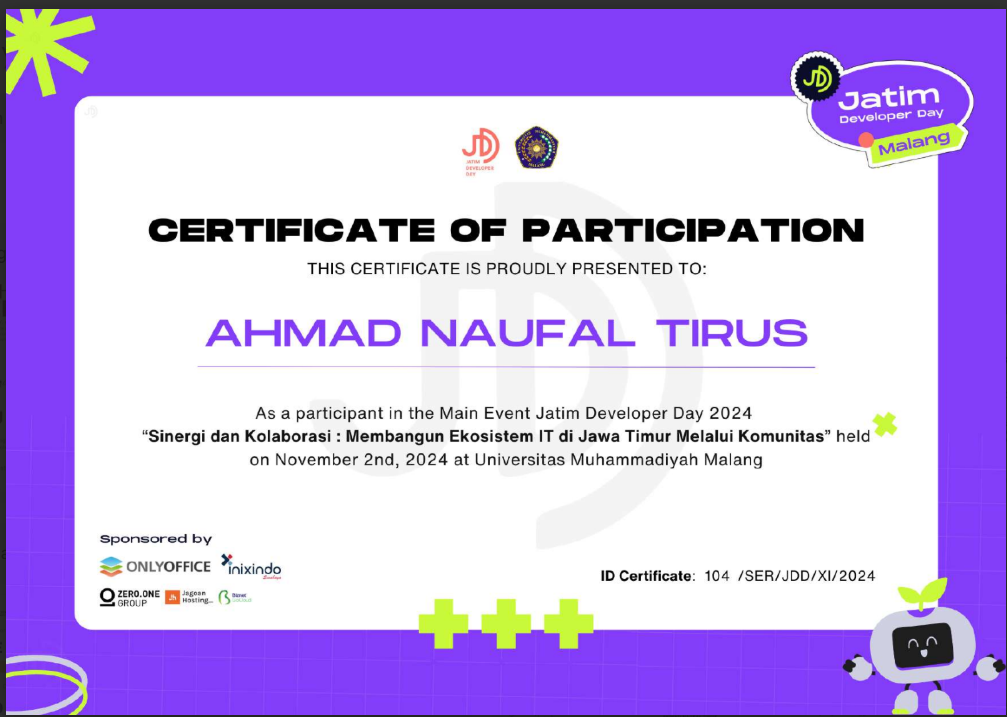 JD
Jatim
Developer Day
Malang
JATIM
DEVELOPER
DAY
CERTIFICATE OF PARTICIPATION
THIS CERTIFICATE IS PROUDLY PRESENTED TO:
AHMAD NAUFAL TIRUS
As a participant in the Main Event Jatim Developer Day 2024
“Sinergi dan Kolaborasi : Membangun Ekosistem IT di Jawa Timur Melalui Komunitas” held
on November 2nd, 2024 at Universitas Muhammadiyah Malang
Sponsored by
ONLYOFFICE inixindo
Surabaya
ZERO.ONE
GROUP
Jh Jagoan
Hosting
Biznet
ID Certificate: 104 /SER/JDD/XI/2024